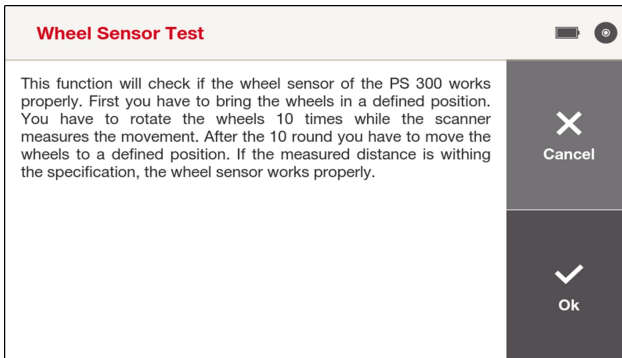 Wheel Sensor Test
This function will check if the wheel sensor of the PS 300 works
properly. First you have to bring the wheels in a defined position.
You have to rotate the wheels 10 times while the scanner
measures the movement. After the 10 round you have to move the
wheels to a defined position. If the measured distance is withing
the specification, the wheel sensor works properly.
Cancel
Ok